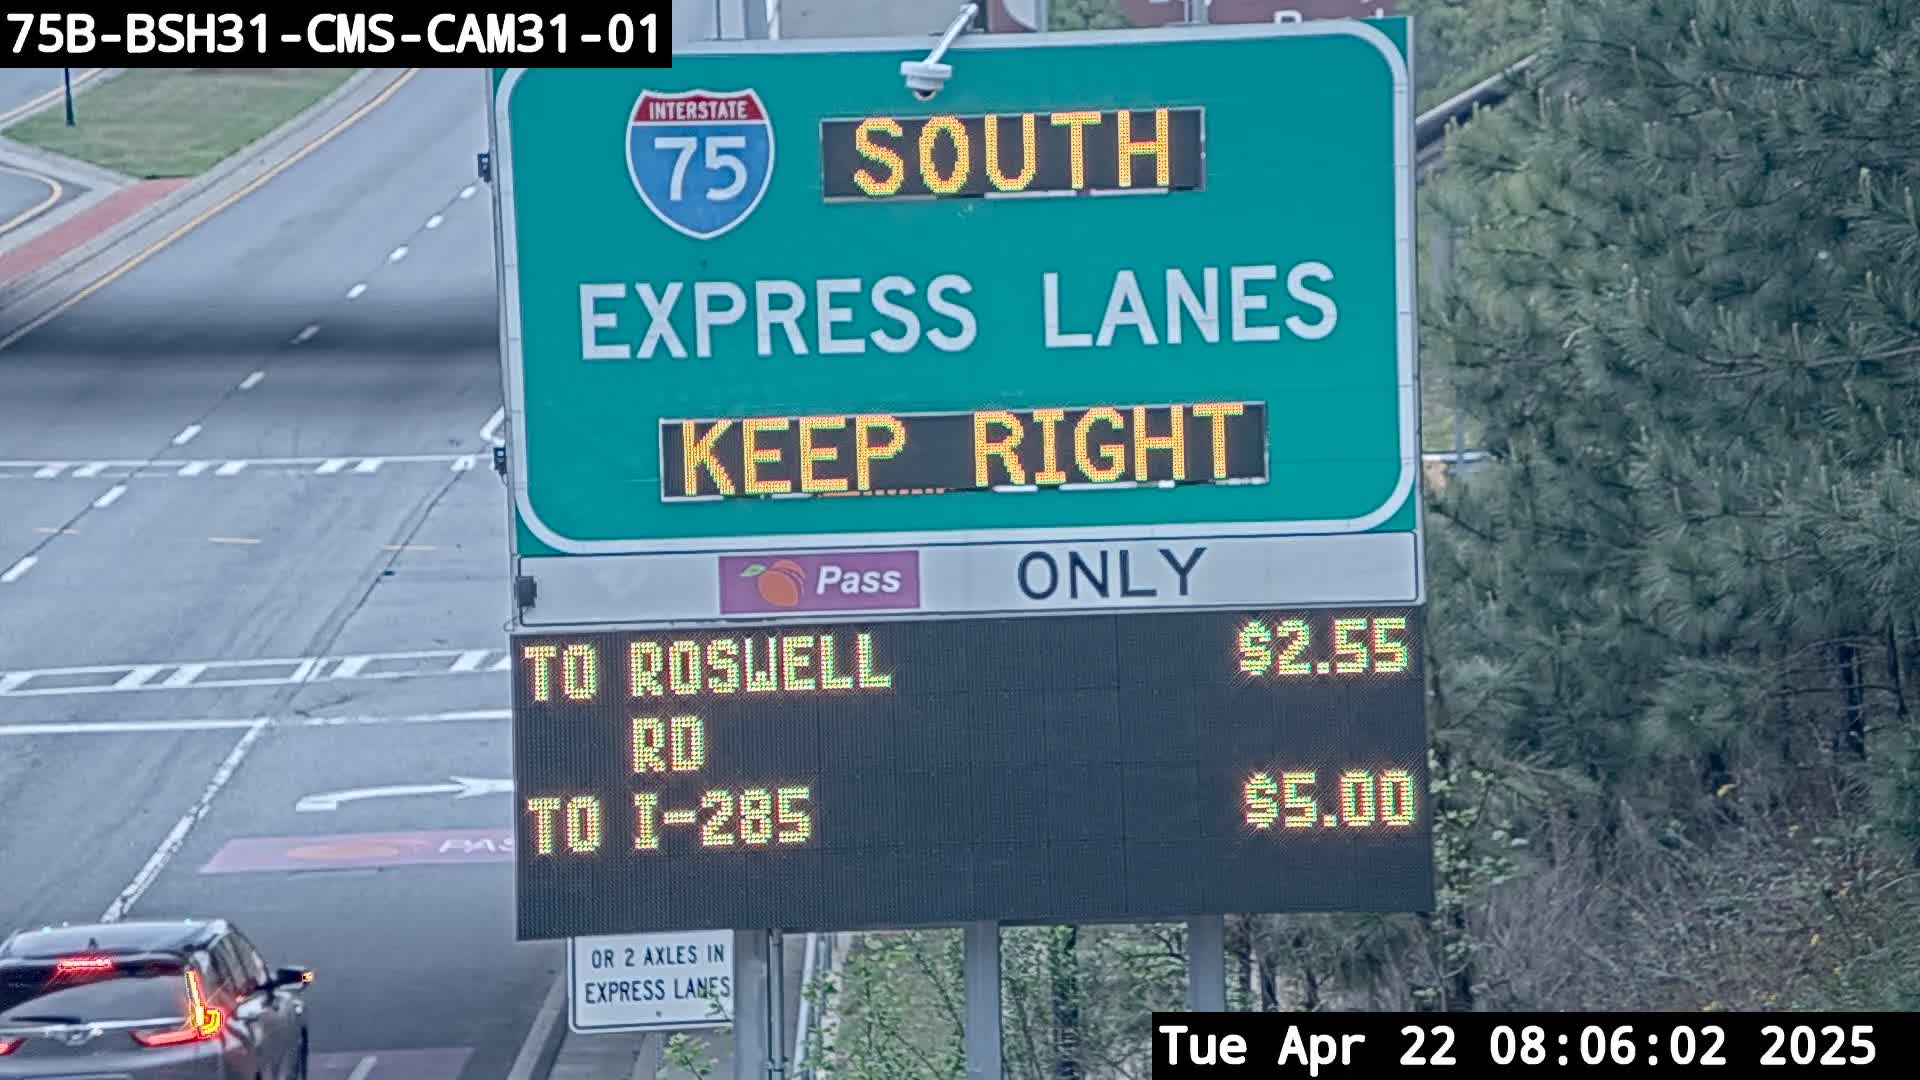 75B-BSH31-CMS-CAM31-01
INTERSTATE
75
SOUTH
EXPRESS LANES
KEEP RIGHT
Pass
ONLY
TO ROSWELL $2.55
RD
TO I-285 $5.00
OR 2 AXLES IN
EXPRESS LANES
Tue Apr 22 08:06:02 2025